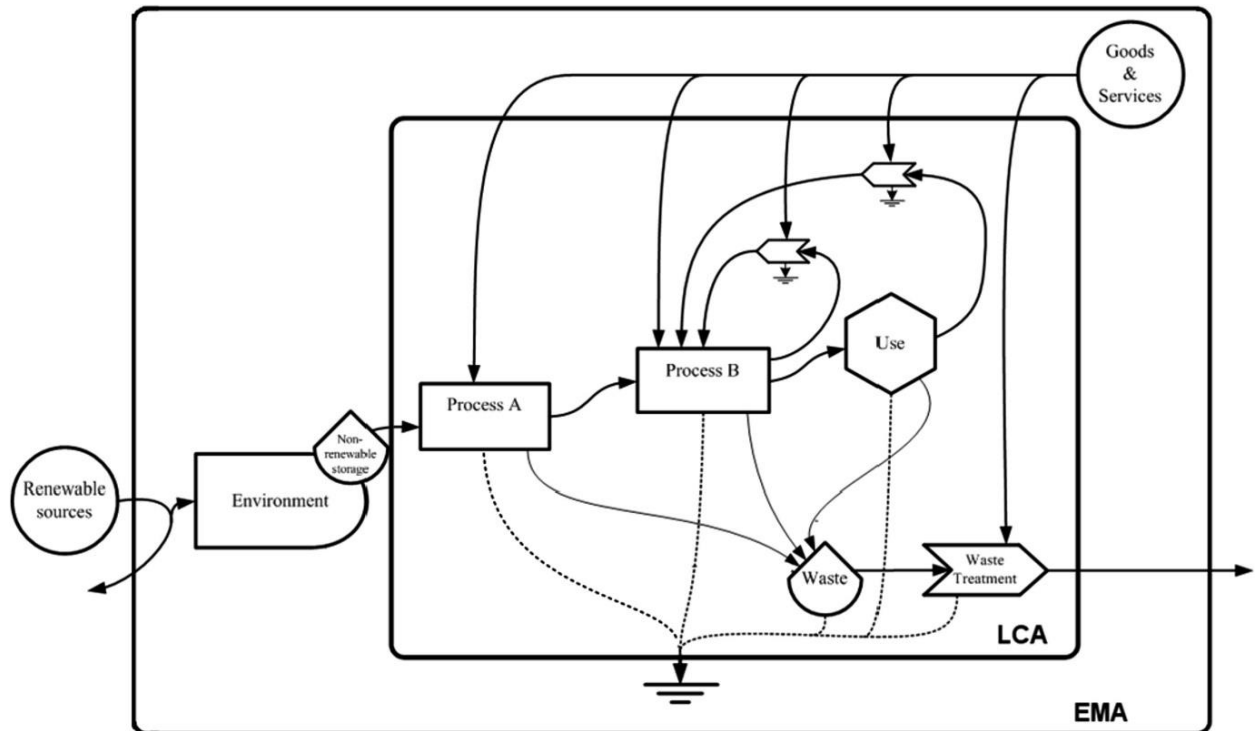 Goods
&
Services
Use
Process B
Process A
Non-
renewable
storage
Renewable
sources
Environment
Waste
Waste
Treatment
LCA
EMA